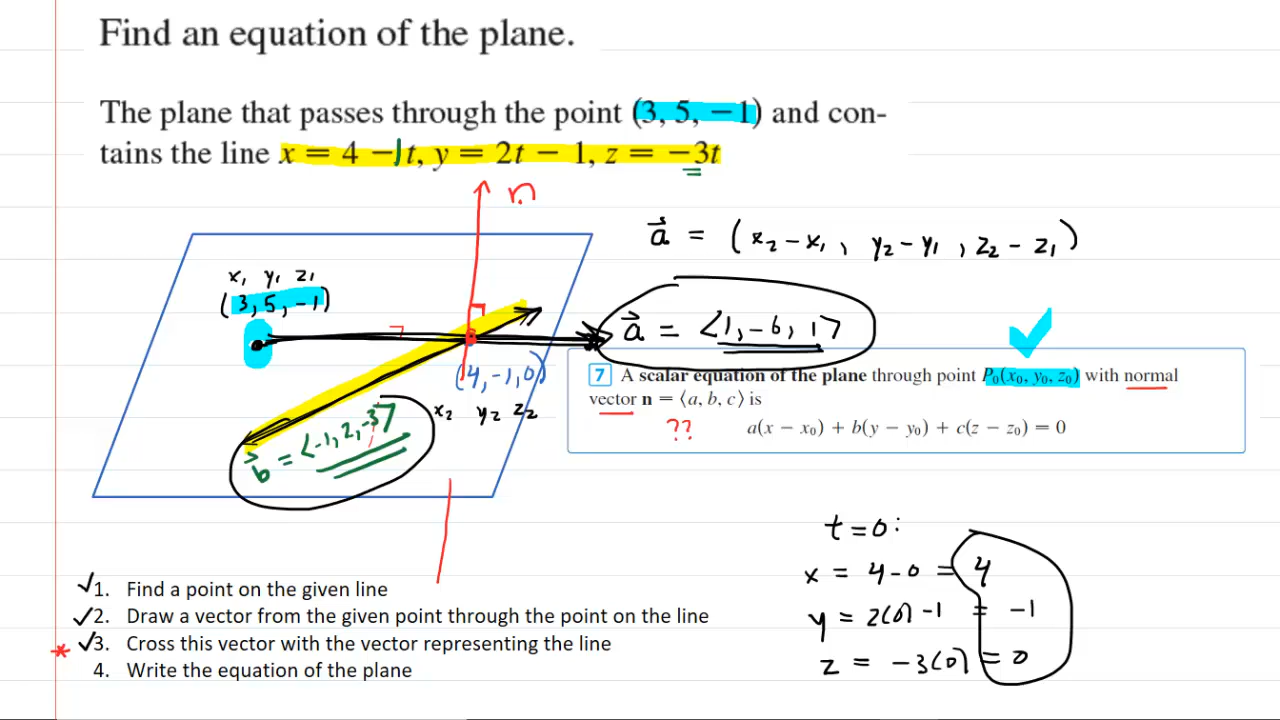 Find an equation of the plane.
The plane that passes through the point (3, 5, −1) and con-
tains the line x = 4 − 1t, y = 2t − 1, z = −3t
n
a⃗ = (x₂ − x₁, y₂ − y₁, z₂ − z₁)
x₁ y₁ z₁
(3, 5, −1)
a⃗ = ⟨1, −6, 1⟩
(4, −1, 0)
x₂ y₂ z₂
b⃗ = ⟨−1, 2, −3⟩
7 A scalar equation of the plane through point P₀(x₀, y₀, z₀) with normal
vector n = ⟨a, b, c⟩ is
?? a(x − x₀) + b(y − y₀) + c(z − z₀) = 0
t = 0:
x = 4 − 0 = 4
y = 2(0) − 1 = −1
z = −3(0) = 0
✓1. Find a point on the given line
✓2. Draw a vector from the given point through the point on the line
* ✓3. Cross this vector with the vector representing the line
4. Write the equation of the plane